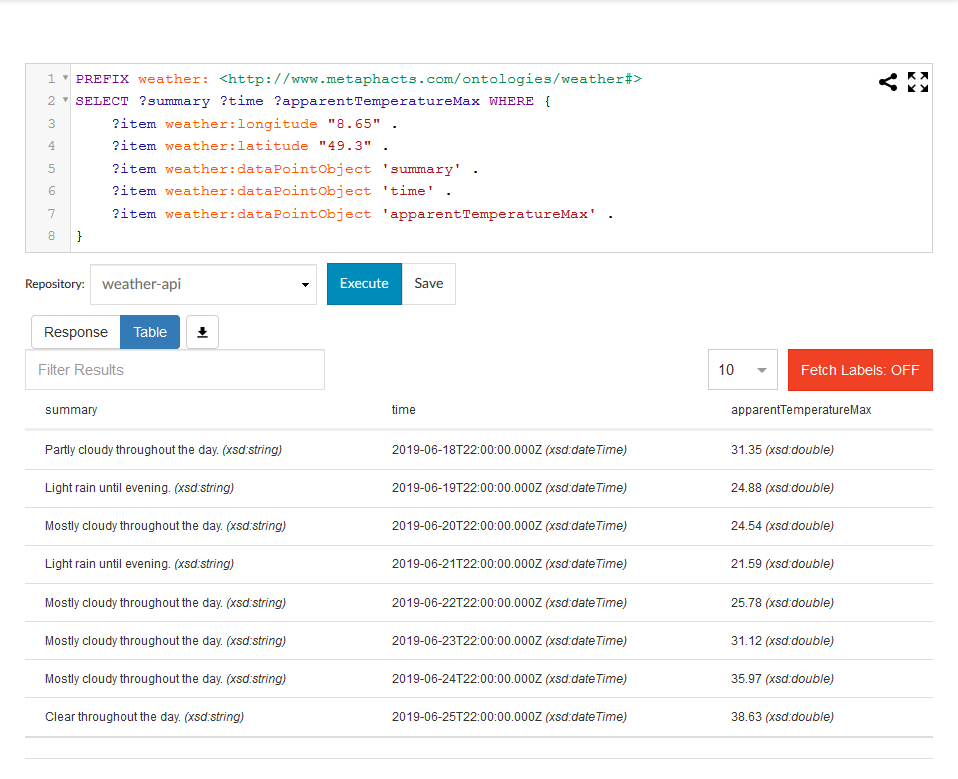 1 PREFIX weather: <http://www.metaphacts.com/ontologies/weather#>
2 SELECT ?summary ?time ?apparentTemperatureMax WHERE {
3 ?item weather:longitude "8.65" .
4 ?item weather:latitude "49.3" .
5 ?item weather:dataPointObject 'summary' .
6 ?item weather:dataPointObject 'time' .
7 ?item weather:dataPointObject 'apparentTemperatureMax' .
8 }
Repository: weather-api Execute Save
Response Table
Filter Results 10 Fetch Labels: OFF
summary time apparentTemperatureMax
Partly cloudy throughout the day. (xsd:string) 2019-06-18T22:00:00.000Z (xsd:dateTime) 31.35 (xsd:double)
Light rain until evening. (xsd:string) 2019-06-19T22:00:00.000Z (xsd:dateTime) 24.88 (xsd:double)
Mostly cloudy throughout the day. (xsd:string) 2019-06-20T22:00:00.000Z (xsd:dateTime) 24.54 (xsd:double)
Light rain until evening. (xsd:string) 2019-06-21T22:00:00.000Z (xsd:dateTime) 21.59 (xsd:double)
Mostly cloudy throughout the day. (xsd:string) 2019-06-22T22:00:00.000Z (xsd:dateTime) 25.78 (xsd:double)
Mostly cloudy throughout the day. (xsd:string) 2019-06-23T22:00:00.000Z (xsd:dateTime) 31.12 (xsd:double)
Mostly cloudy throughout the day. (xsd:string) 2019-06-24T22:00:00.000Z (xsd:dateTime) 35.97 (xsd:double)
Clear throughout the day. (xsd:string) 2019-06-25T22:00:00.000Z (xsd:dateTime) 38.63 (xsd:double)